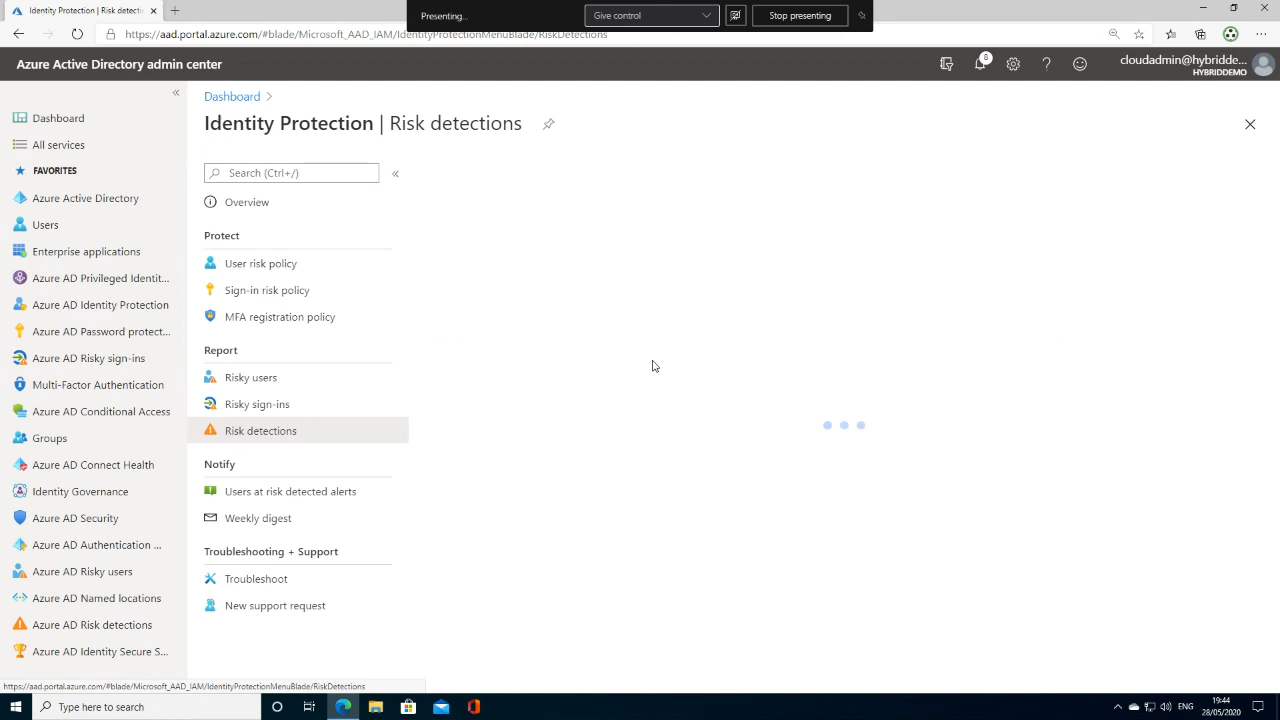 Identity Protection | Risk detecti
Presenting...
Give control
Stop presenting
https://aad.portal.azure.com/#blade/Microsoft_AAD_IAM/IdentityProtectionMenuBlade/RiskDetections
Azure Active Directory admin center
8
cloudadmin@hybridde...
HYBRIDDEMO
Dashboard
All services
FAVORITES
Azure Active Directory
Users
Enterprise applications
Azure AD Privileged Identit...
Azure AD Identity Protection
Azure AD Password protect...
Azure AD Risky sign-ins
Multi-Factor Authentication
Azure AD Conditional Access
Groups
Azure AD Connect Health
Identity Governance
Azure AD Security
Azure AD Authentication ...
Azure AD Risky users
Azure AD Named locations
Azure AD Risk detections
Azure AD Identity Secure S...
Dashboard
Identity Protection | Risk detections
Search (Ctrl+/)
Overview
Protect
User risk policy
Sign-in risk policy
MFA registration policy
Report
Risky users
Risky sign-ins
Risk detections
Notify
Users at risk detected alerts
Weekly digest
Troubleshooting + Support
Troubleshoot
New support request
https://aad.portal.azure.com/#blade/Microsoft_AAD_IAM/IdentityProtectionMenuBlade/RiskDetections
Type here to search
ENG
19:44
28/05/2020